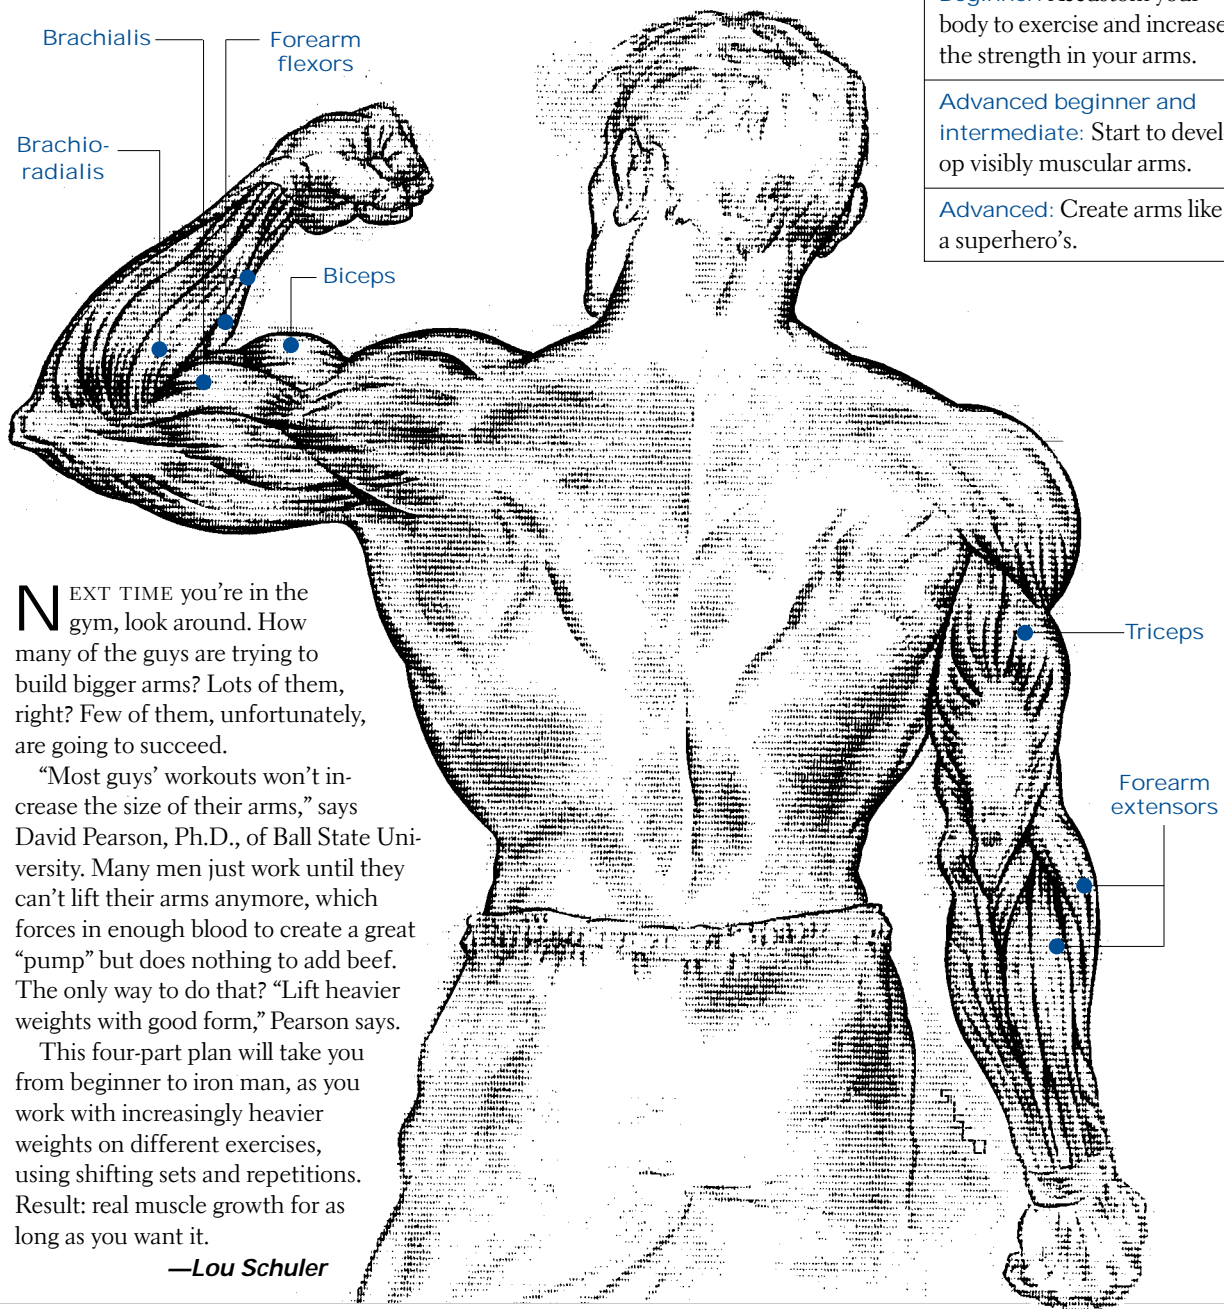 Brachialis
Forearm
flexors
Brachio-
radialis
Biceps
body to exercise and increase
the strength in your arms.
Advanced beginner and
intermediate: Start to devel
op visibly muscular arms.
Advanced: Create arms like
a superhero's.
Triceps
Forearm
extensors
NEXT TIME you're in the
gym, look around. How
many of the guys are trying to
build bigger arms? Lots of them,
right? Few of them, unfortunately,
are going to succeed.
“Most guys' workouts won't in-
crease the size of their arms,” says
David Pearson, Ph.D., of Ball State Uni-
versity. Many men just work until they
can't lift their arms anymore, which
forces in enough blood to create a great
“pump” but does nothing to add beef.
The only way to do that? “Lift heavier
weights with good form,” Pearson says.
This four-part plan will take you
from beginner to iron man, as you
work with increasingly heavier
weights on different exercises,
using shifting sets and repetitions.
Result: real muscle growth for as
long as you want it.
—Lou Schuler